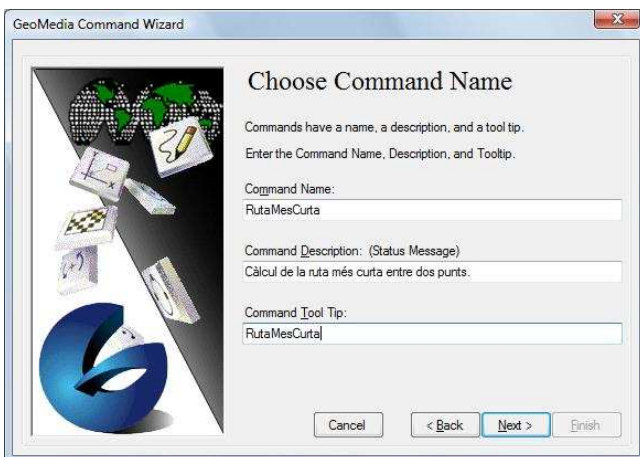 GeoMedia Command Wizard
Choose Command Name
Commands have a name, a description, and a tool tip.
Enter the Command Name, Description, and Tooltip.
Command Name:
RutaMesCurta
Command Description: (Status Message)
Càlcul de la ruta més curta entre dos punts.
Command Tool Tip:
RutaMesCurta
Cancel
< Back
Next >
Finish